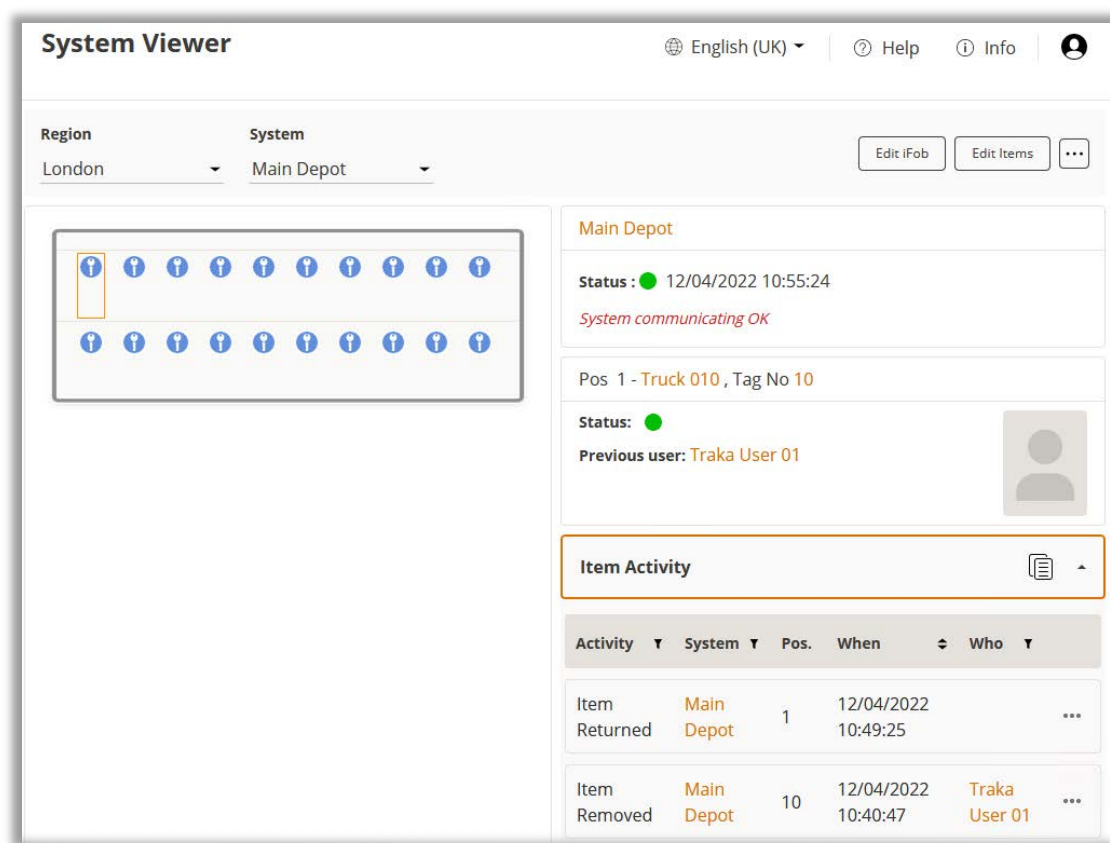 System Viewer
English (UK)
Help
Info
Region
System
London
Main Depot
Edit iFob
Edit Items
Main Depot
Status : 12/04/2022 10:55:24
System communicating OK
Pos 1 - Truck 010 , Tag No 10
Status:
Previous user: Traka User 01
Item Activity
Activity System Pos. When Who
Item Returned Main Depot 1 12/04/2022 10:49:25
Item Removed Main Depot 10 12/04/2022 10:40:47 Traka User 01